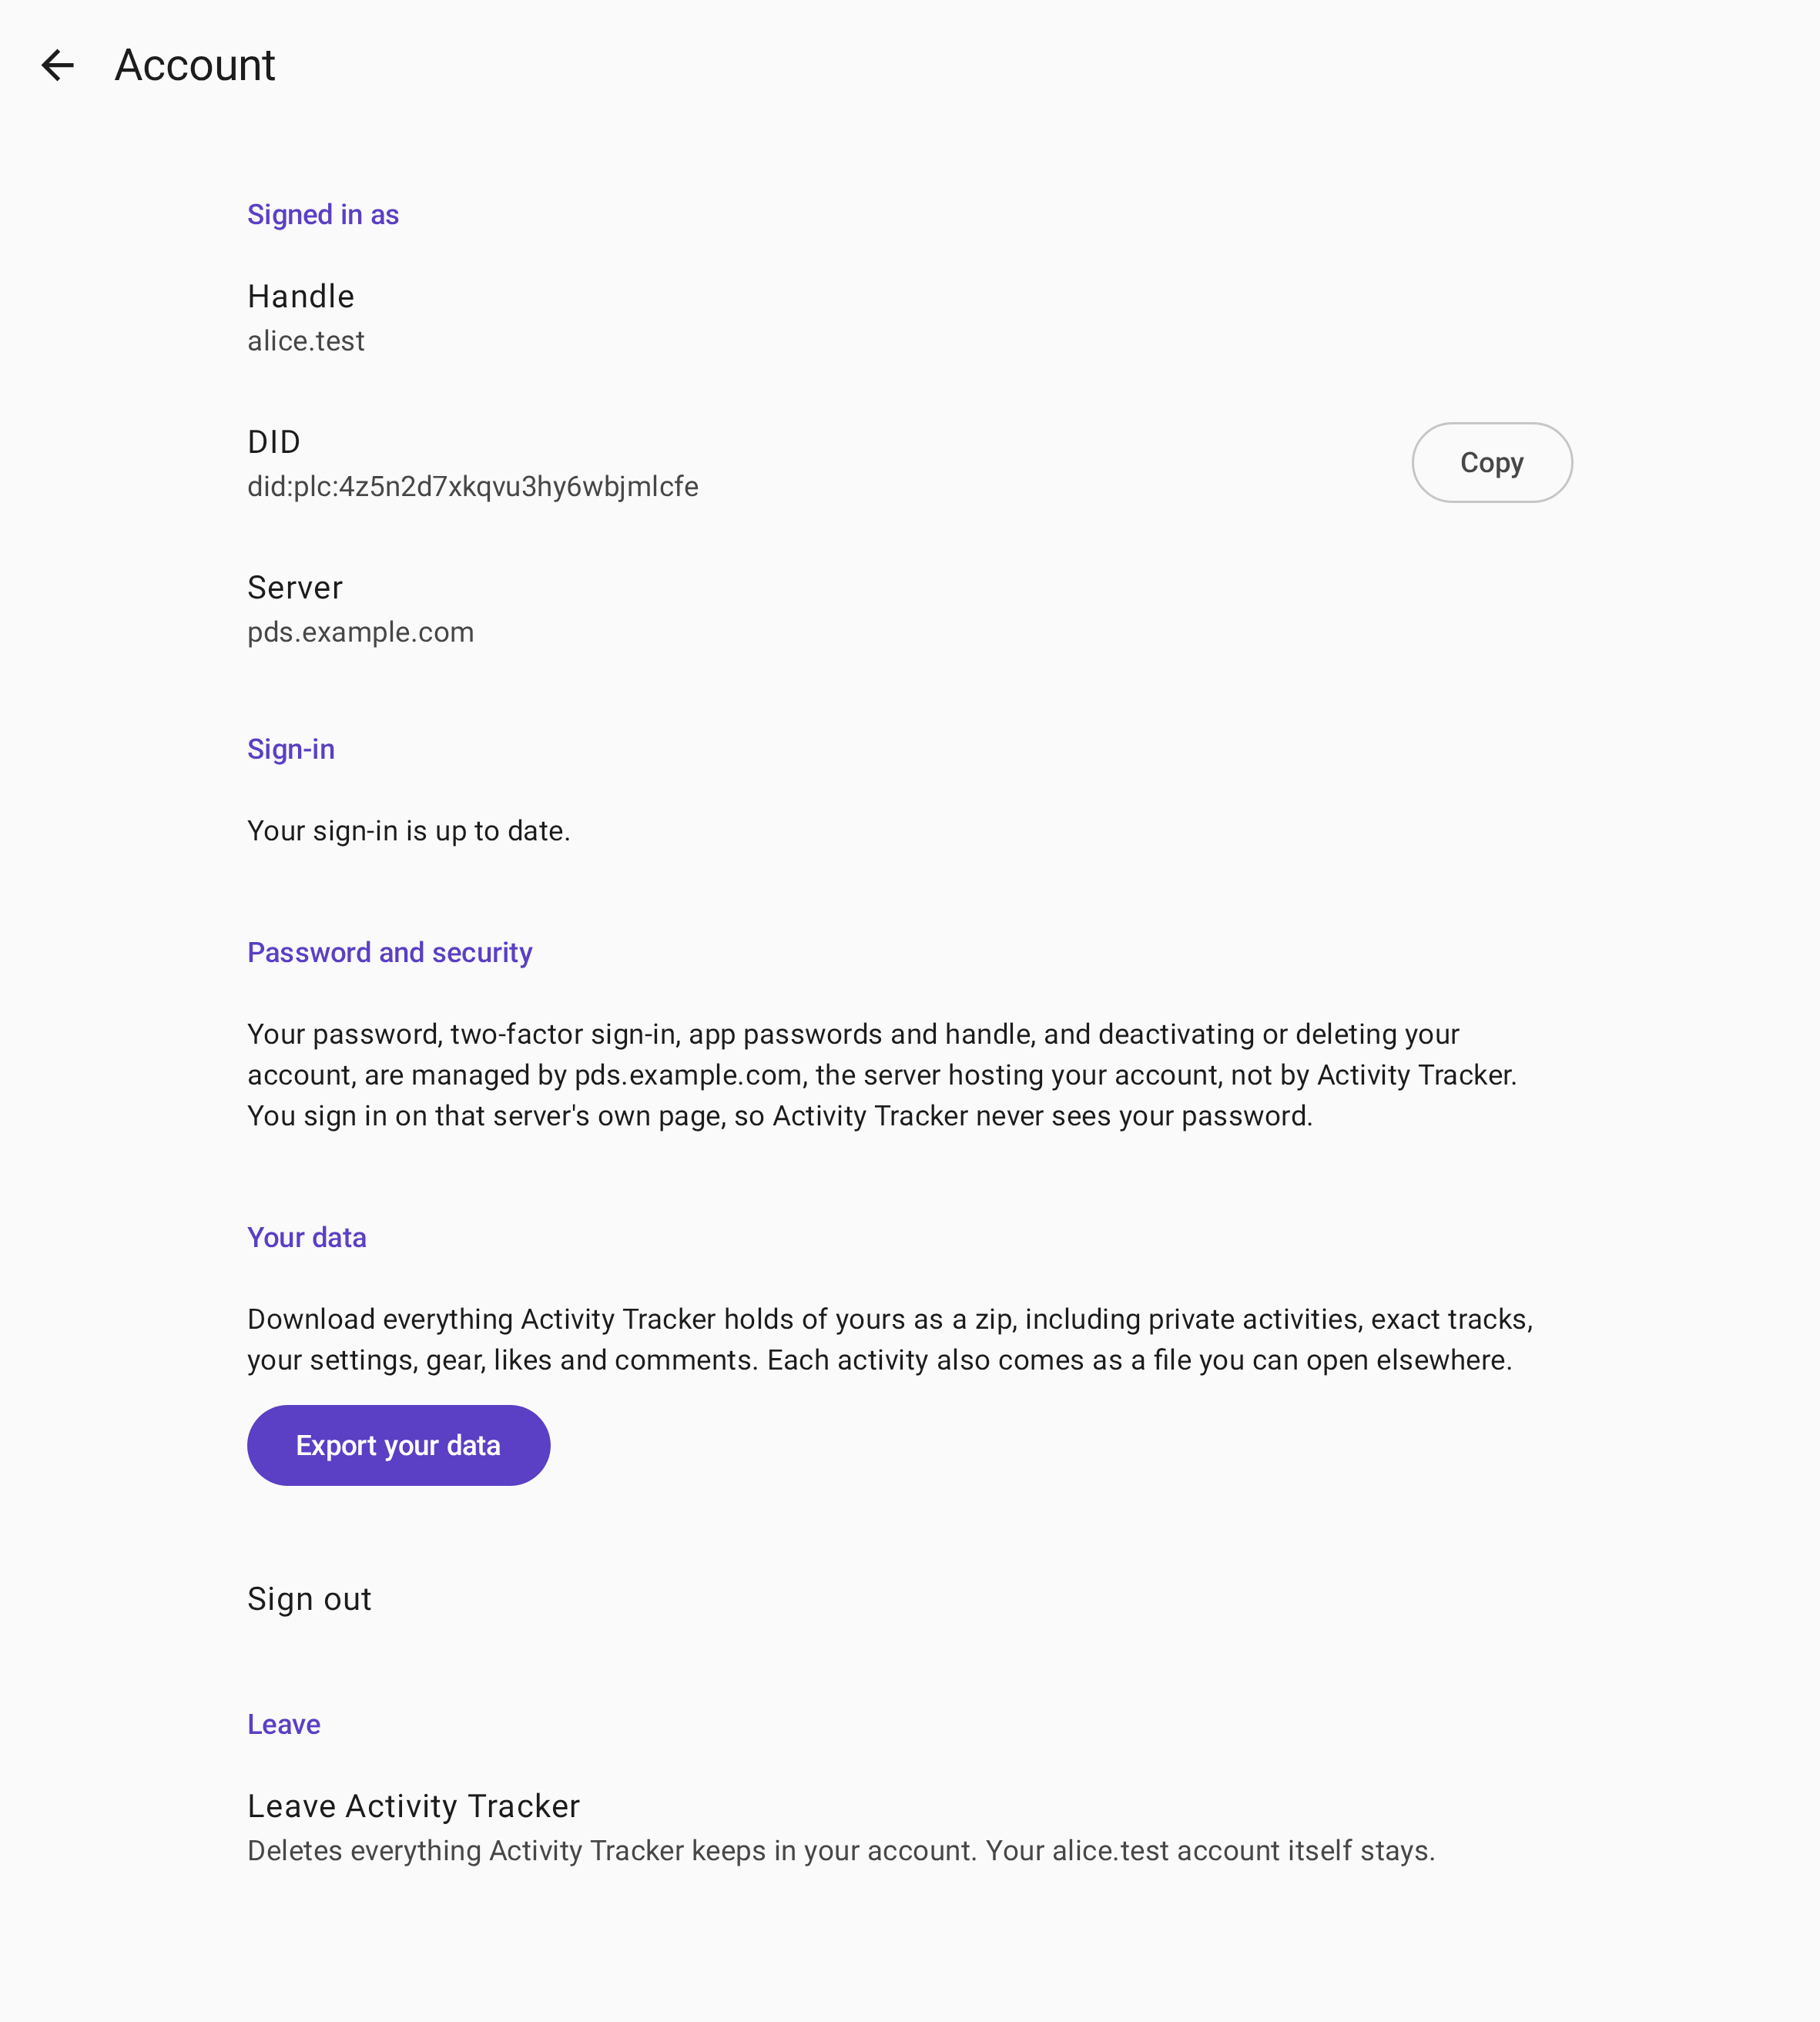 Account
Signed in as
Handle
alice.test
DID
did:plc:4z5n2d7xkqvu3hy6wbjmlcfe
Copy
Server
pds.example.com
Sign-in
Your sign-in is up to date.
Password and security
Your password, two-factor sign-in, app passwords and handle, and deactivating or deleting your
account, are managed by pds.example.com, the server hosting your account, not by Activity Tracker.
You sign in on that server's own page, so Activity Tracker never sees your password.
Your data
Download everything Activity Tracker holds of yours as a zip, including private activities, exact tracks,
your settings, gear, likes and comments. Each activity also comes as a file you can open elsewhere.
Export your data
Sign out
Leave
Leave Activity Tracker
Deletes everything Activity Tracker keeps in your account. Your alice.test account itself stays.